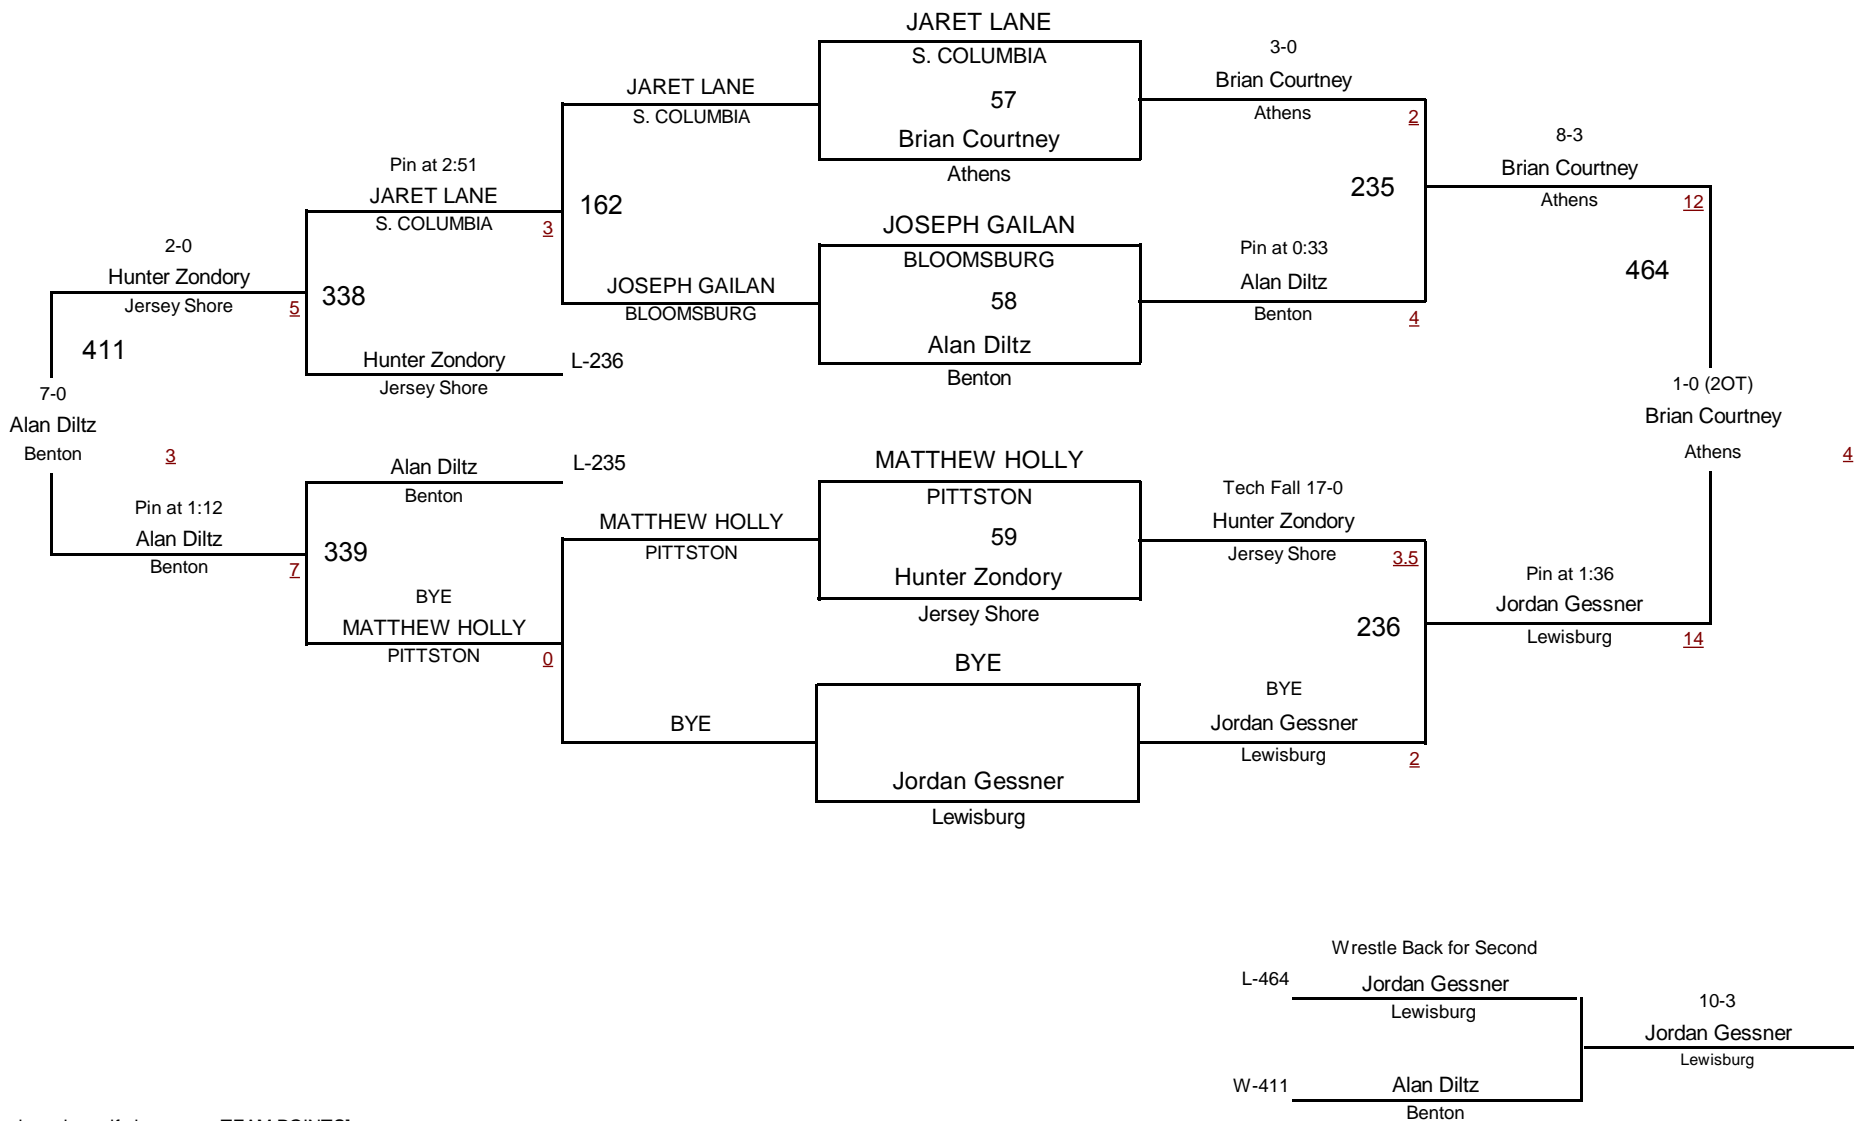 JARET LANE
S. COLUMBIA
57
Brian Courtney
Athens
3-0
Brian Courtney
Athens
2
JARET LANE
S. COLUMBIA
162
JOSEPH GAILAN
BLOOMSBURG
Pin at 2:51
JARET LANE
S. COLUMBIA
3
JOSEPH GAILAN
BLOOMSBURG
58
Alan Diltz
Benton
235
Pin at 0:33
Alan Diltz
Benton
4
8-3
Brian Courtney
Athens
12
464
2-0
Hunter Zondory
Jersey Shore
5
338
Hunter Zondory
L-236
Jersey Shore
411
7-0
Alan Diltz
Benton
3
1-0 (2OT)
Brian Courtney
Athens
4
Alan Diltz
L-235
Benton
MATTHEW HOLLY
PITTSTON
59
Hunter Zondory
Jersey Shore
Tech Fall 17-0
Hunter Zondory
Jersey Shore
3.5
Pin at 1:12
Alan Diltz
Benton
7
339
MATTHEW HOLLY
PITTSTON
BYE
MATTHEW HOLLY
PITTSTON
0
236
Pin at 1:36
Jordan Gessner
Lewisburg
14
BYE
BYE
Jordan Gessner
Lewisburg
BYE
Jordan Gessner
Lewisburg
2
Wrestle Back for Second
L-464
Jordan Gessner
Lewisburg
10-3
Jordan Gessner
Lewisburg
W-411
Alan Diltz
Benton